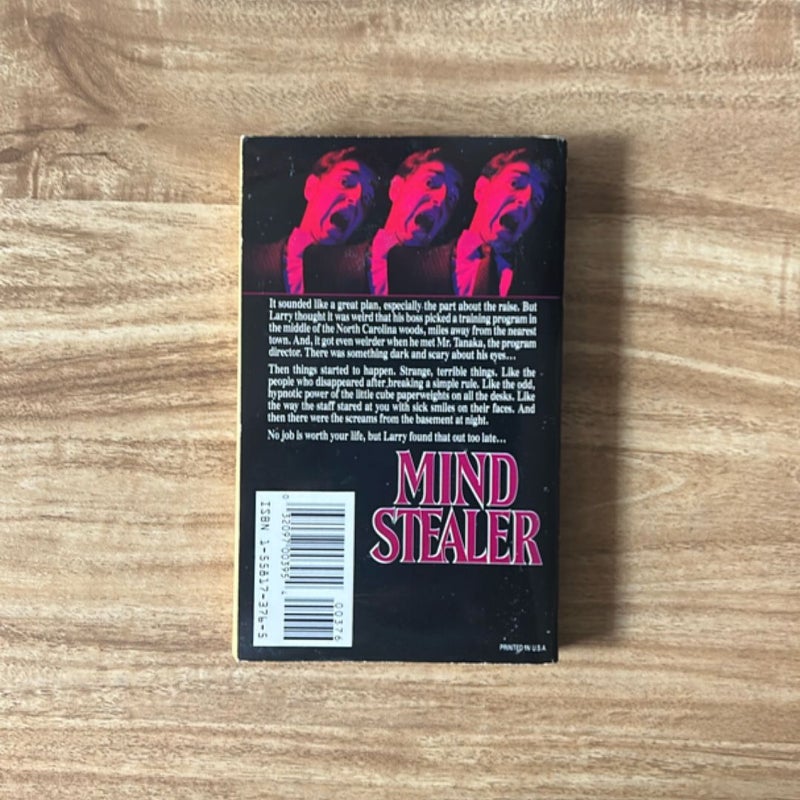 It sounded like a great plan, especially the part about the raise. But
Larry thought it was weird that his boss picked a training program in
the middle of the North Carolina woods, miles away from the nearest
town. And, it got even weirder when he met Mr. Tanaka, the program
director. There was something dark and scary about his eyes....
Then things started to happen. Strange, terrible things. Like the
people who disappeared after breaking a simple rule. Like the odd,
hypnotic power of the little cube paperweights on all the desks. Like
the way the staff stared at you with sick smiles on their faces. And
then there were the screams from the basement at night.
No job is worth your life, but Larry found that out too late...
MIND
STEALER
ISBN 1-55817-376-5
0 32067 00395 4
00376
PRINTED IN U.S.A.